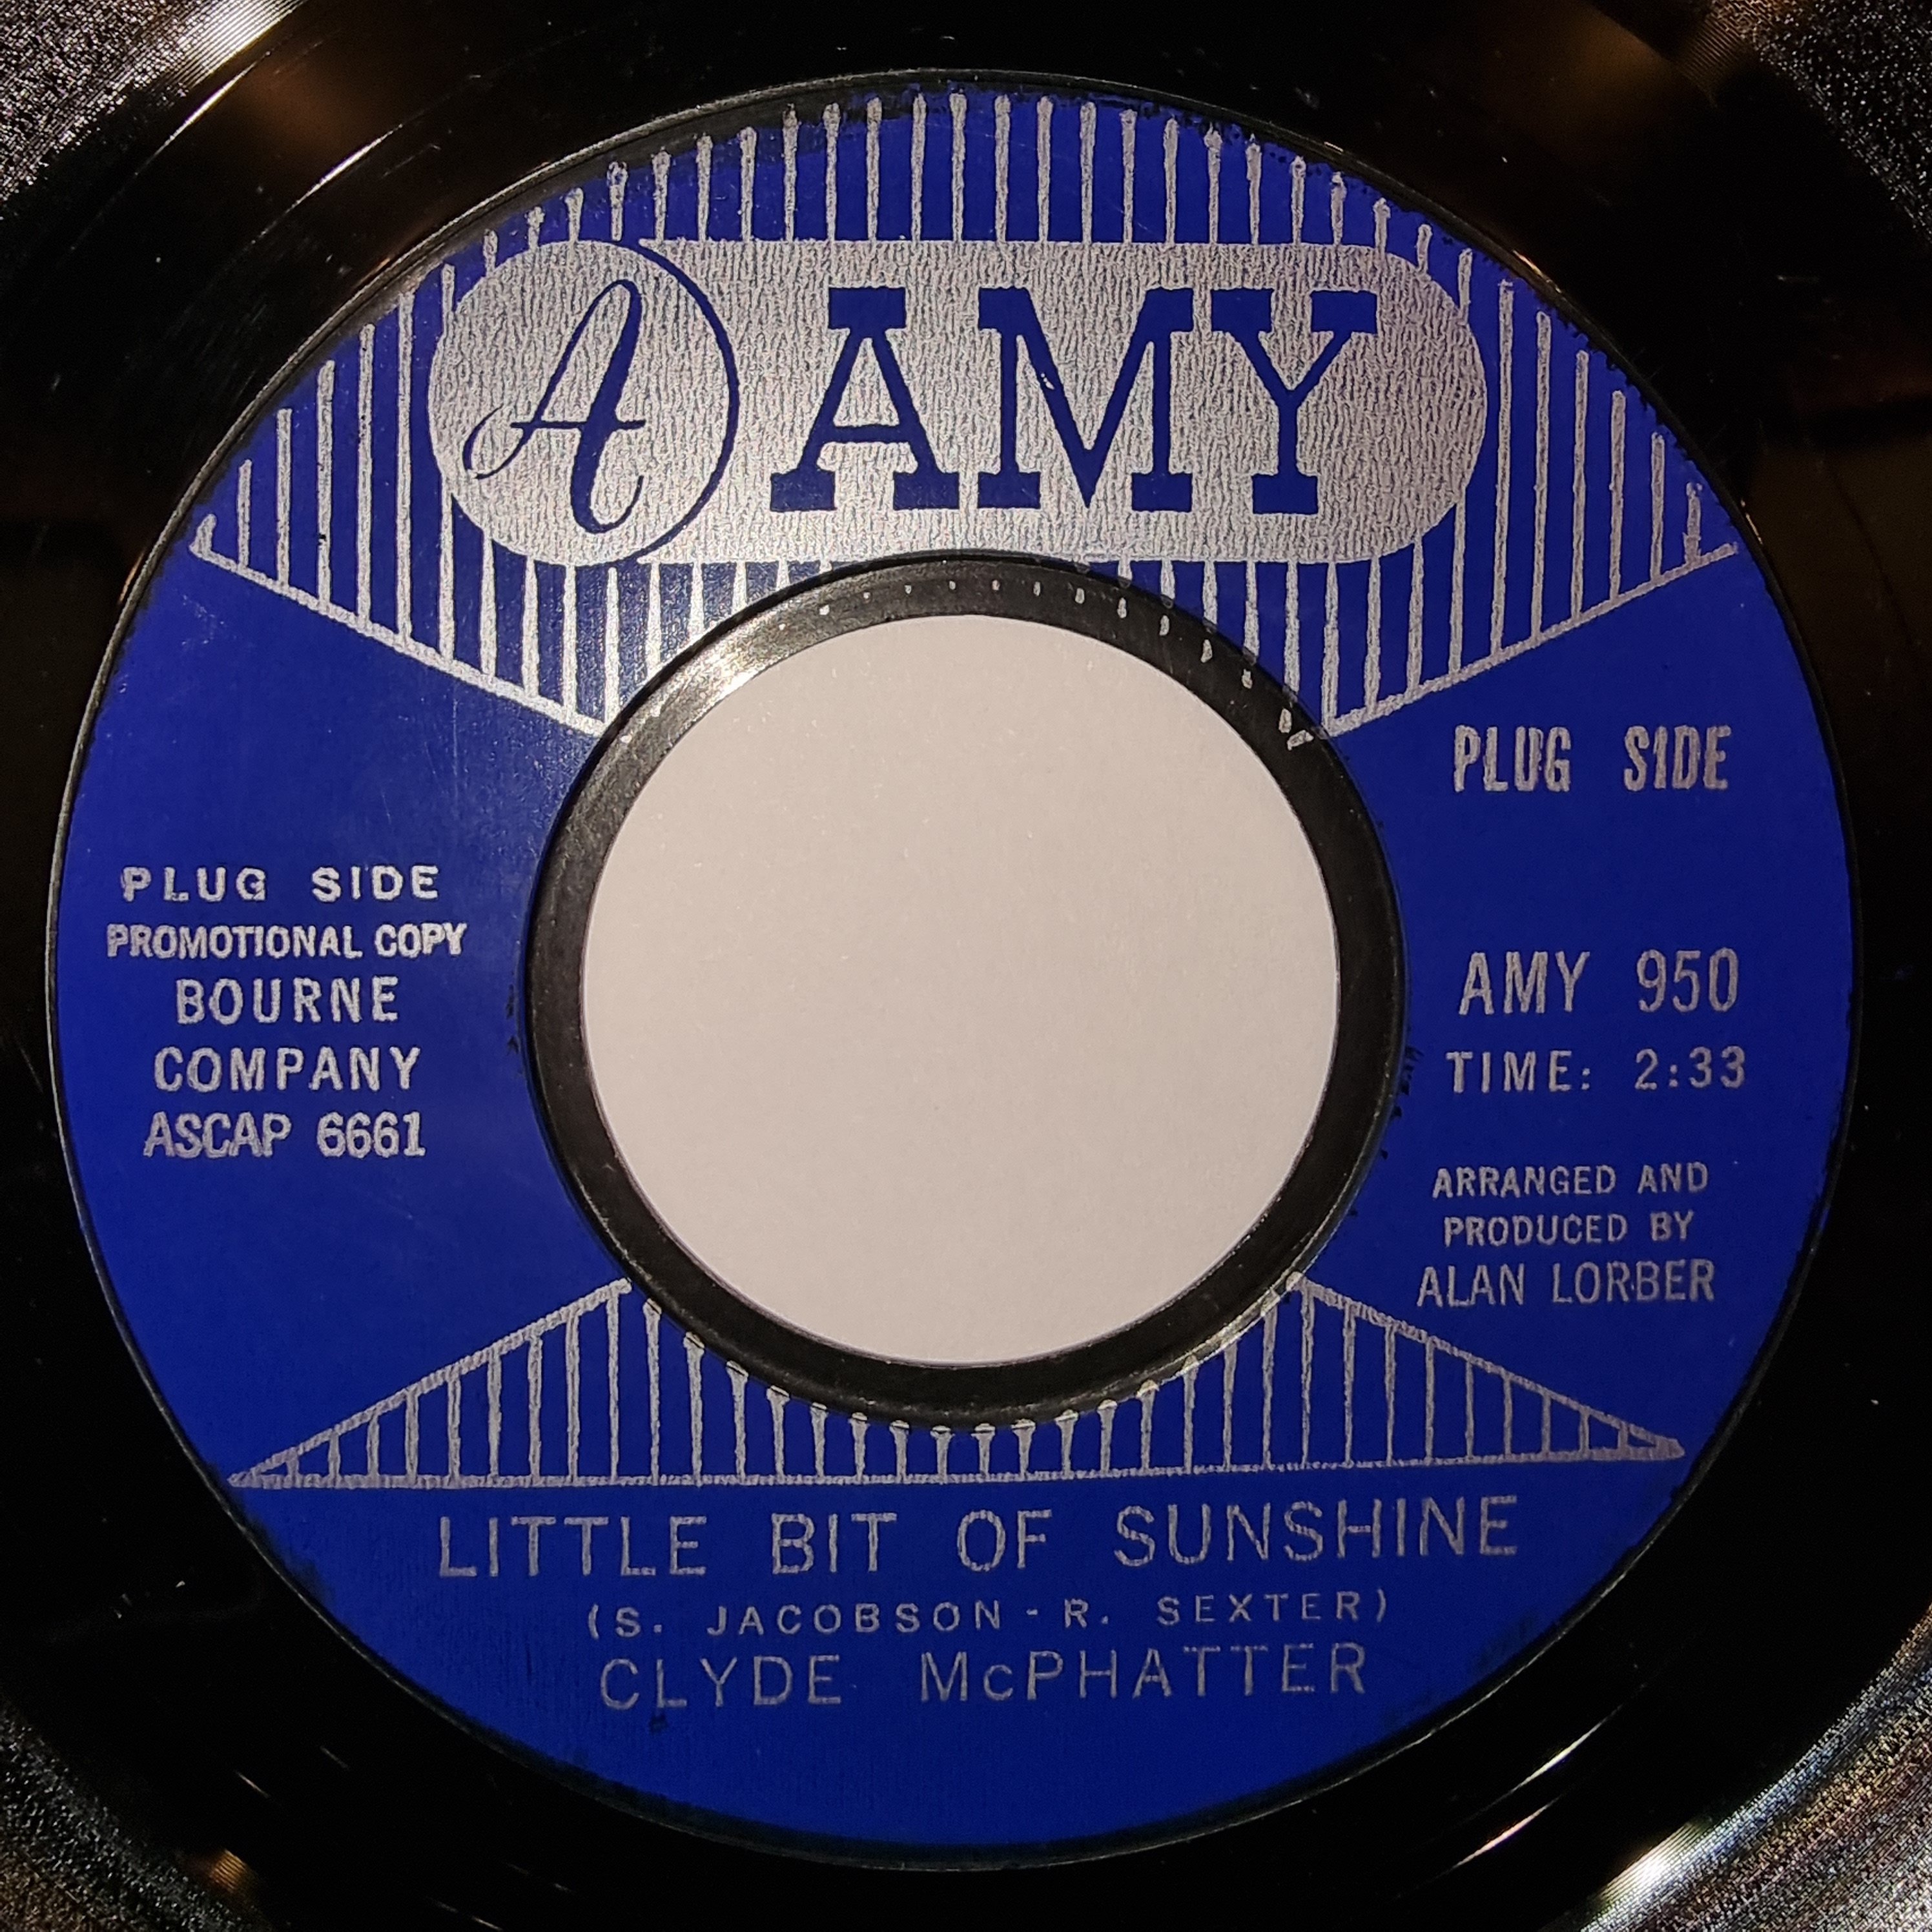 A AMY
PLUG SIDE
PLUG SIDE
PROMOTIONAL COPY
BOURNE
COMPANY
ASCAP 6661
AMY 950
TIME: 2:33
ARRANGED AND
PRODUCED BY
ALAN LORBER
LITTLE BIT OF SUNSHINE
(S. JACOBSON - R. SEXTER)
CLYDE McPHATTER